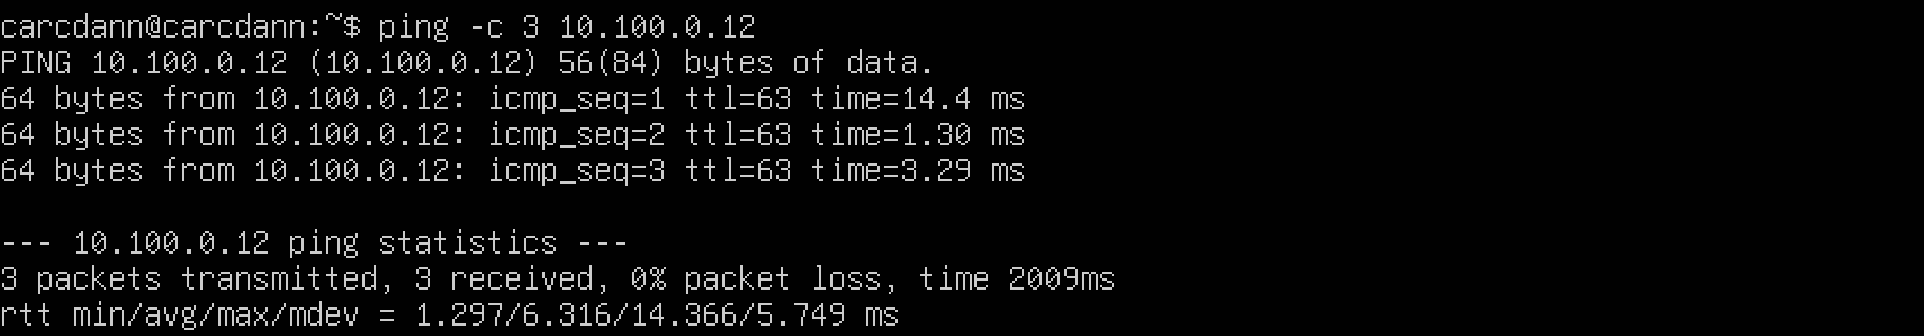 carcdann@carcdann:~$ ping -c 3 10.100.0.12
PING 10.100.0.12 (10.100.0.12) 56(84) bytes of data.
64 bytes from 10.100.0.12: icmp_seq=1 ttl=63 time=14.4 ms
64 bytes from 10.100.0.12: icmp_seq=2 ttl=63 time=1.30 ms
64 bytes from 10.100.0.12: icmp_seq=3 ttl=63 time=3.29 ms

--- 10.100.0.12 ping statistics ---
3 packets transmitted, 3 received, 0% packet loss, time 2009ms
rtt min/avg/max/mdev = 1.297/6.316/14.366/5.749 ms